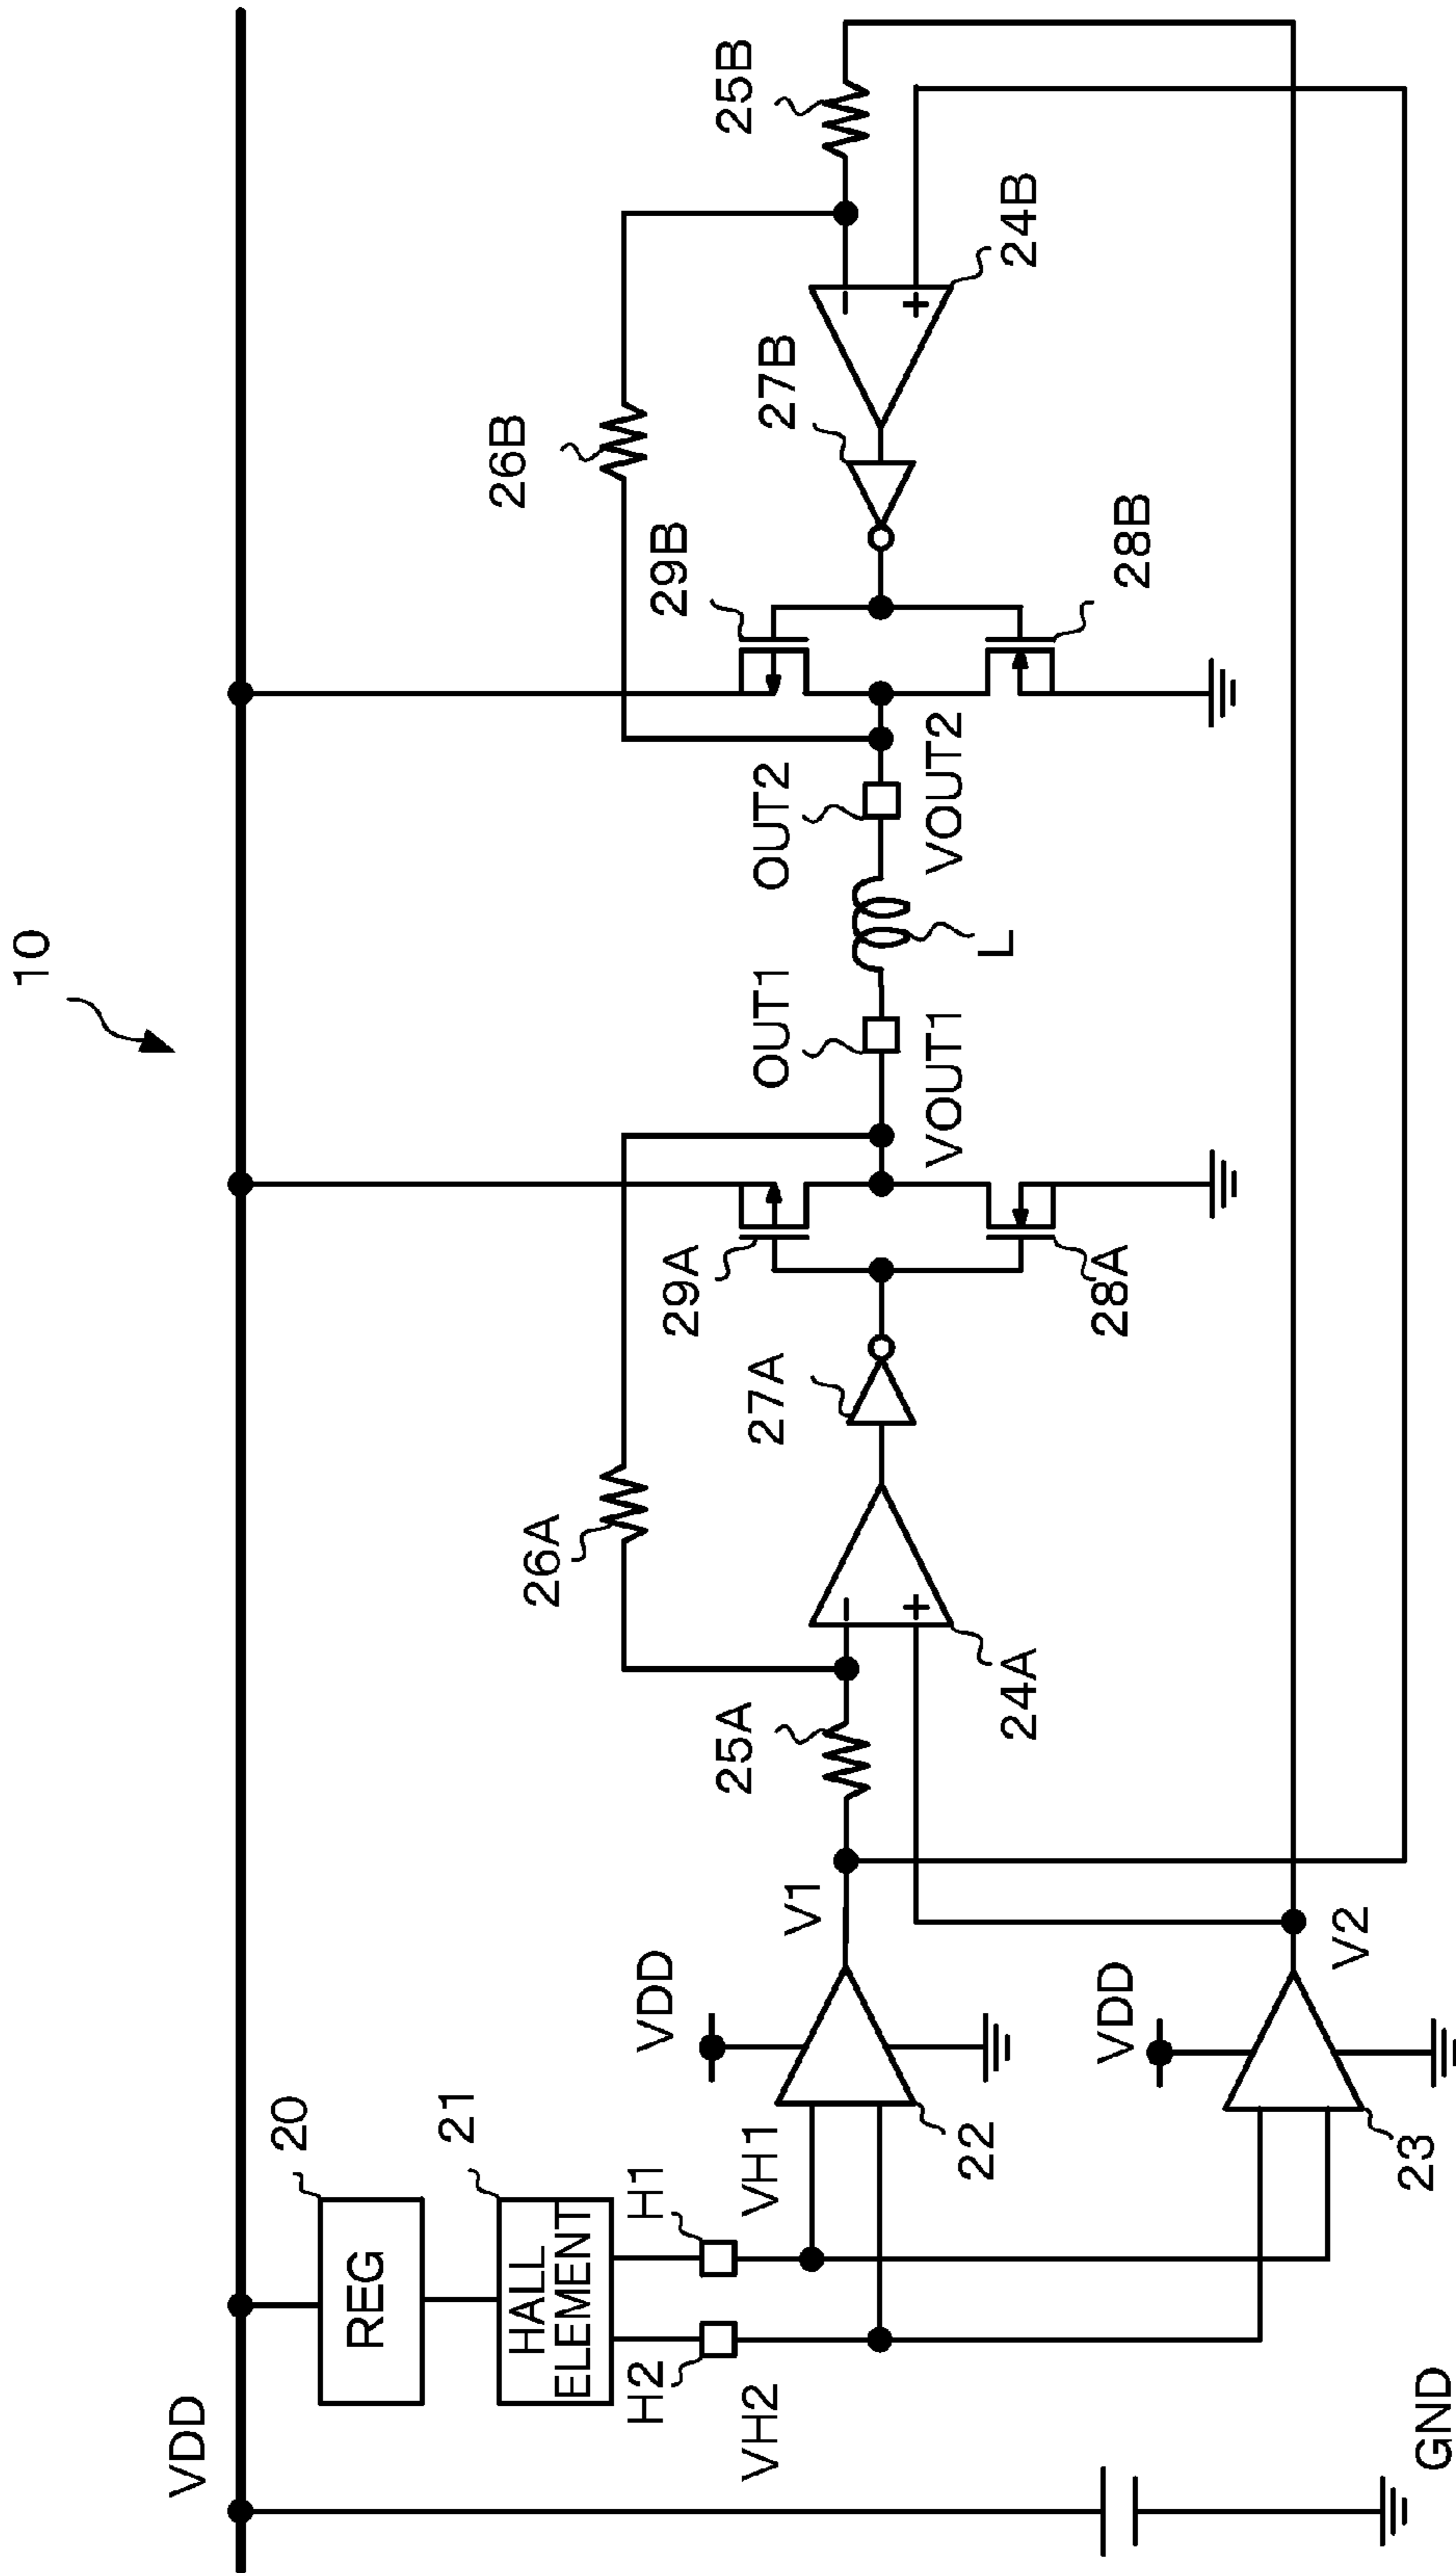 10
VDD
20
REG
21
HALL
ELEMENT
H1
H2
VH1
VH2
22
23
VDD
VDD
V1
V2
25A
26A
24A
−
+
27A
29A
28A
OUT1
VOUT1
L
OUT2
VOUT2
29B
28B
26B
27B
24B
−
+
25B
GND